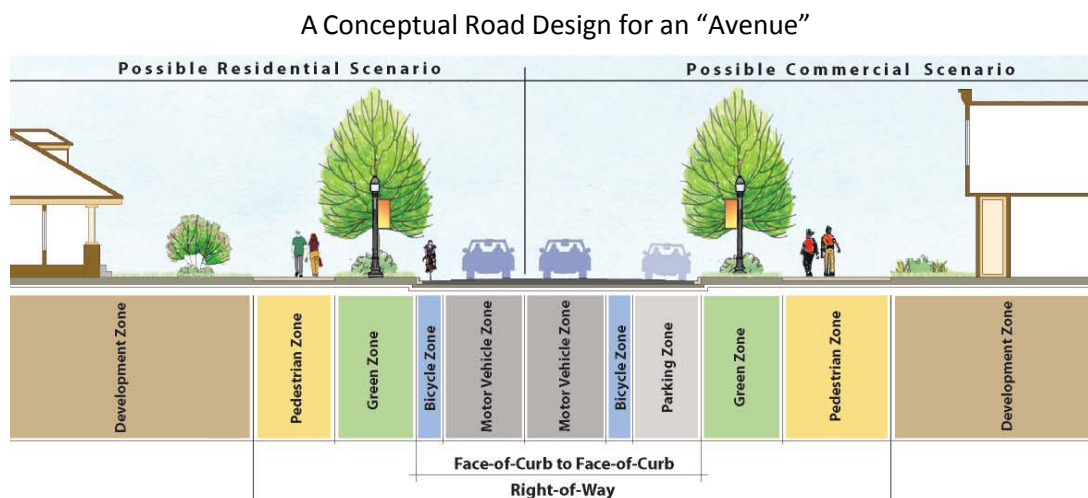 A Conceptual Road Design for an “Avenue”
Possible Residential Scenario
Possible Commercial Scenario
Development Zone
Pedestrian Zone
Green Zone
Bicycle Zone
Motor Vehicle Zone
Motor Vehicle Zone
Bicycle Zone
Parking Zone
Green Zone
Pedestrian Zone
Development Zone
Face-of-Curb to Face-of-Curb
Right-of-Way